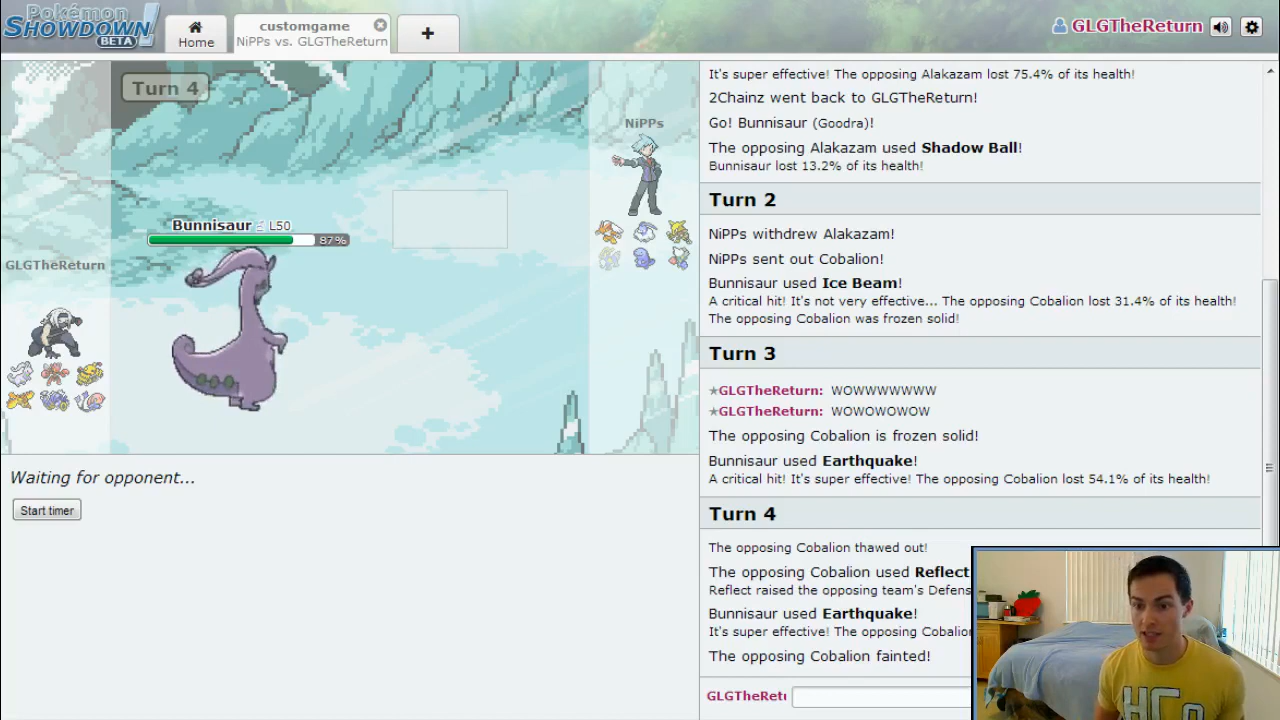 Pokémon
SHOWDOWN!
BETA
Home
customgame
NiPPs vs. GLGTheReturn
+
GLGTheReturn
Turn 4
NiPPs
Bunnisaur L50
87%
GLGTheReturn
Waiting for opponent...
Start timer
It's super effective! The opposing Alakazam lost 75.4% of its health!
2Chainz went back to GLGTheReturn!
Go! Bunnisaur (Goodra)!
The opposing Alakazam used Shadow Ball!
Bunnisaur lost 13.2% of its health!
Turn 2
NiPPs withdrew Alakazam!
NiPPs sent out Cobalion!
Bunnisaur used Ice Beam!
A critical hit! It's not very effective... The opposing Cobalion lost 31.4% of its health!
The opposing Cobalion was frozen solid!
Turn 3
★GLGTheReturn: WOWWWWWWW
★GLGTheReturn: WOWOWOWOW
The opposing Cobalion is frozen solid!
Bunnisaur used Earthquake!
A critical hit! It's super effective! The opposing Cobalion lost 54.1% of its health!
Turn 4
The opposing Cobalion thawed out!
The opposing Cobalion used Reflect
Reflect raised the opposing team's Defens
Bunnisaur used Earthquake!
It's super effective! The opposing Cobalion
The opposing Cobalion fainted!
GLGTheRetu